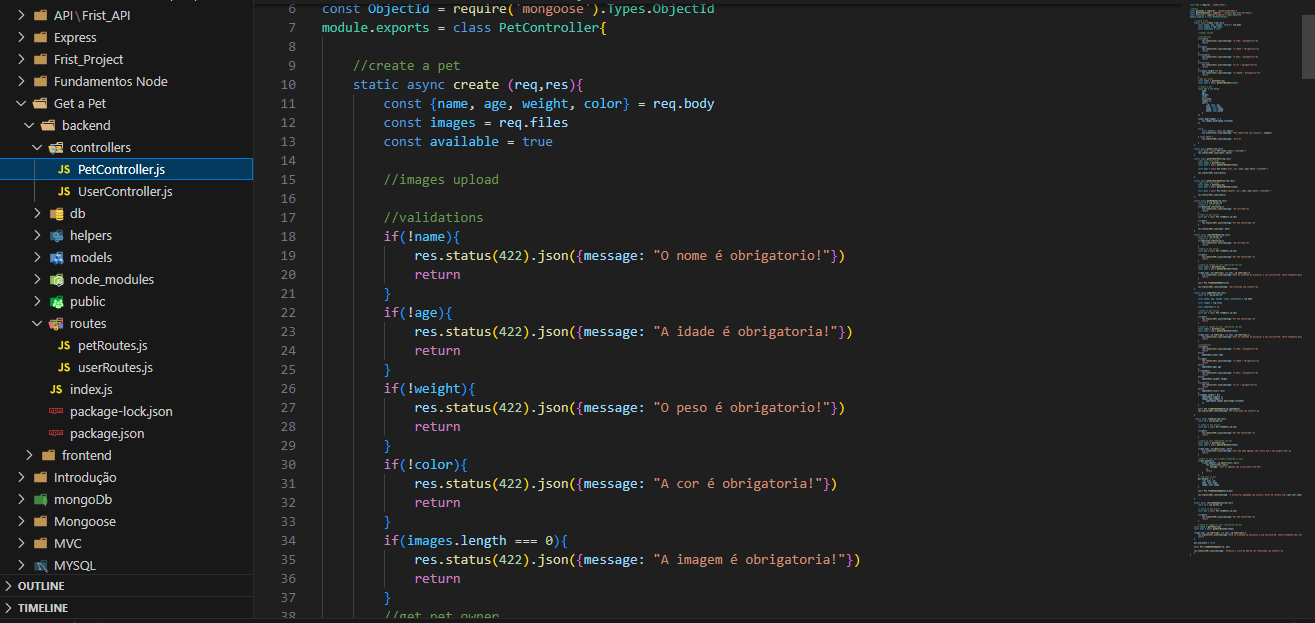 API\Frist_API
Express
Frist_Project
Fundamentos Node
Get a Pet
backend
controllers
JS PetController.js
JS UserController.js
db
helpers
models
node_modules
public
routes
JS petRoutes.js
JS userRoutes.js
JS index.js
package-lock.json
package.json
frontend
Introdução
mongoDb
Mongoose
MVC
MYSQL
OUTLINE
TIMELINE
6 const ObjectId = require('mongoose').Types.ObjectId
7 module.exports = class PetController{
8
9 //create a pet
10 static async create (req,res){
11 const {name, age, weight, color} = req.body
12 const images = req.files
13 const available = true
14
15 //images upload
16
17 //validations
18 if(!name){
19 res.status(422).json({message: "O nome é obrigatorio!"})
20 return
21 }
22 if(!age){
23 res.status(422).json({message: "A idade é obrigatoria!"})
24 return
25 }
26 if(!weight){
27 res.status(422).json({message: "O peso é obrigatorio!"})
28 return
29 }
30 if(!color){
31 res.status(422).json({message: "A cor é obrigatoria!"})
32 return
33 }
34 if(images.length === 0){
35 res.status(422).json({message: "A imagem é obrigatoria!"})
36 return
37 }
38 //get pet owner